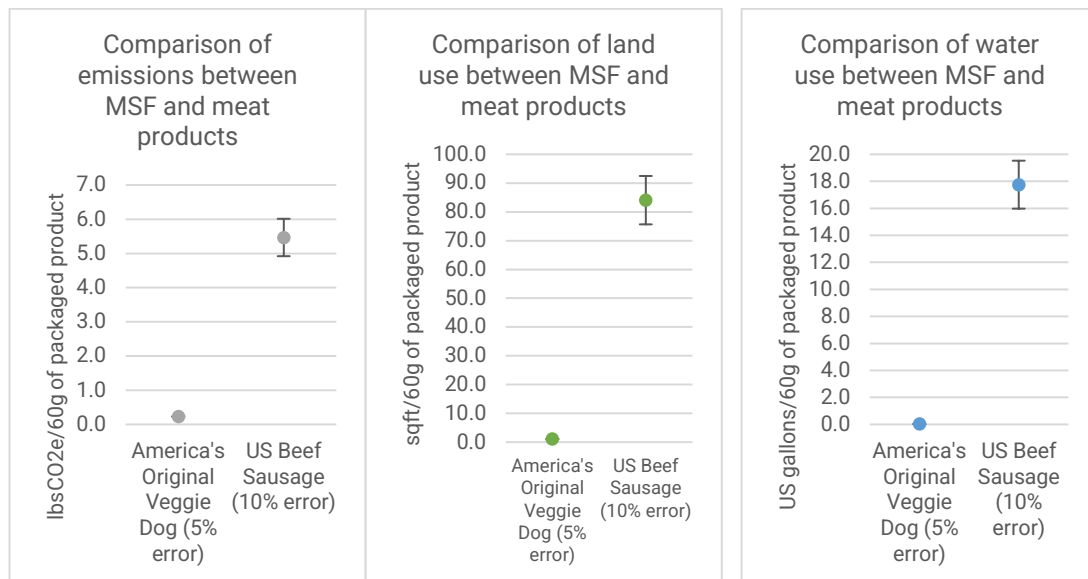 Comparison of
emissions between
MSF and meat
products
lbsCO2e/60g of packaged product
7.0
6.0
5.0
4.0
3.0
2.0
1.0
0.0
America's
Original
Veggie
Dog (5%
error)
US Beef
Sausage
(10% error)
Comparison of land
use between MSF and
meat products
sqft/60g of packaged product
100.0
90.0
80.0
70.0
60.0
50.0
40.0
30.0
20.0
10.0
0.0
America's
Original
Veggie
Dog (5%
error)
US Beef
Sausage
(10% error)
Comparison of water
use between MSF and
meat products
US gallons/60g of packaged product
20.0
18.0
16.0
14.0
12.0
10.0
8.0
6.0
4.0
2.0
0.0
America's
Original
Veggie
Dog (5%
error)
US Beef
Sausage
(10%
error)